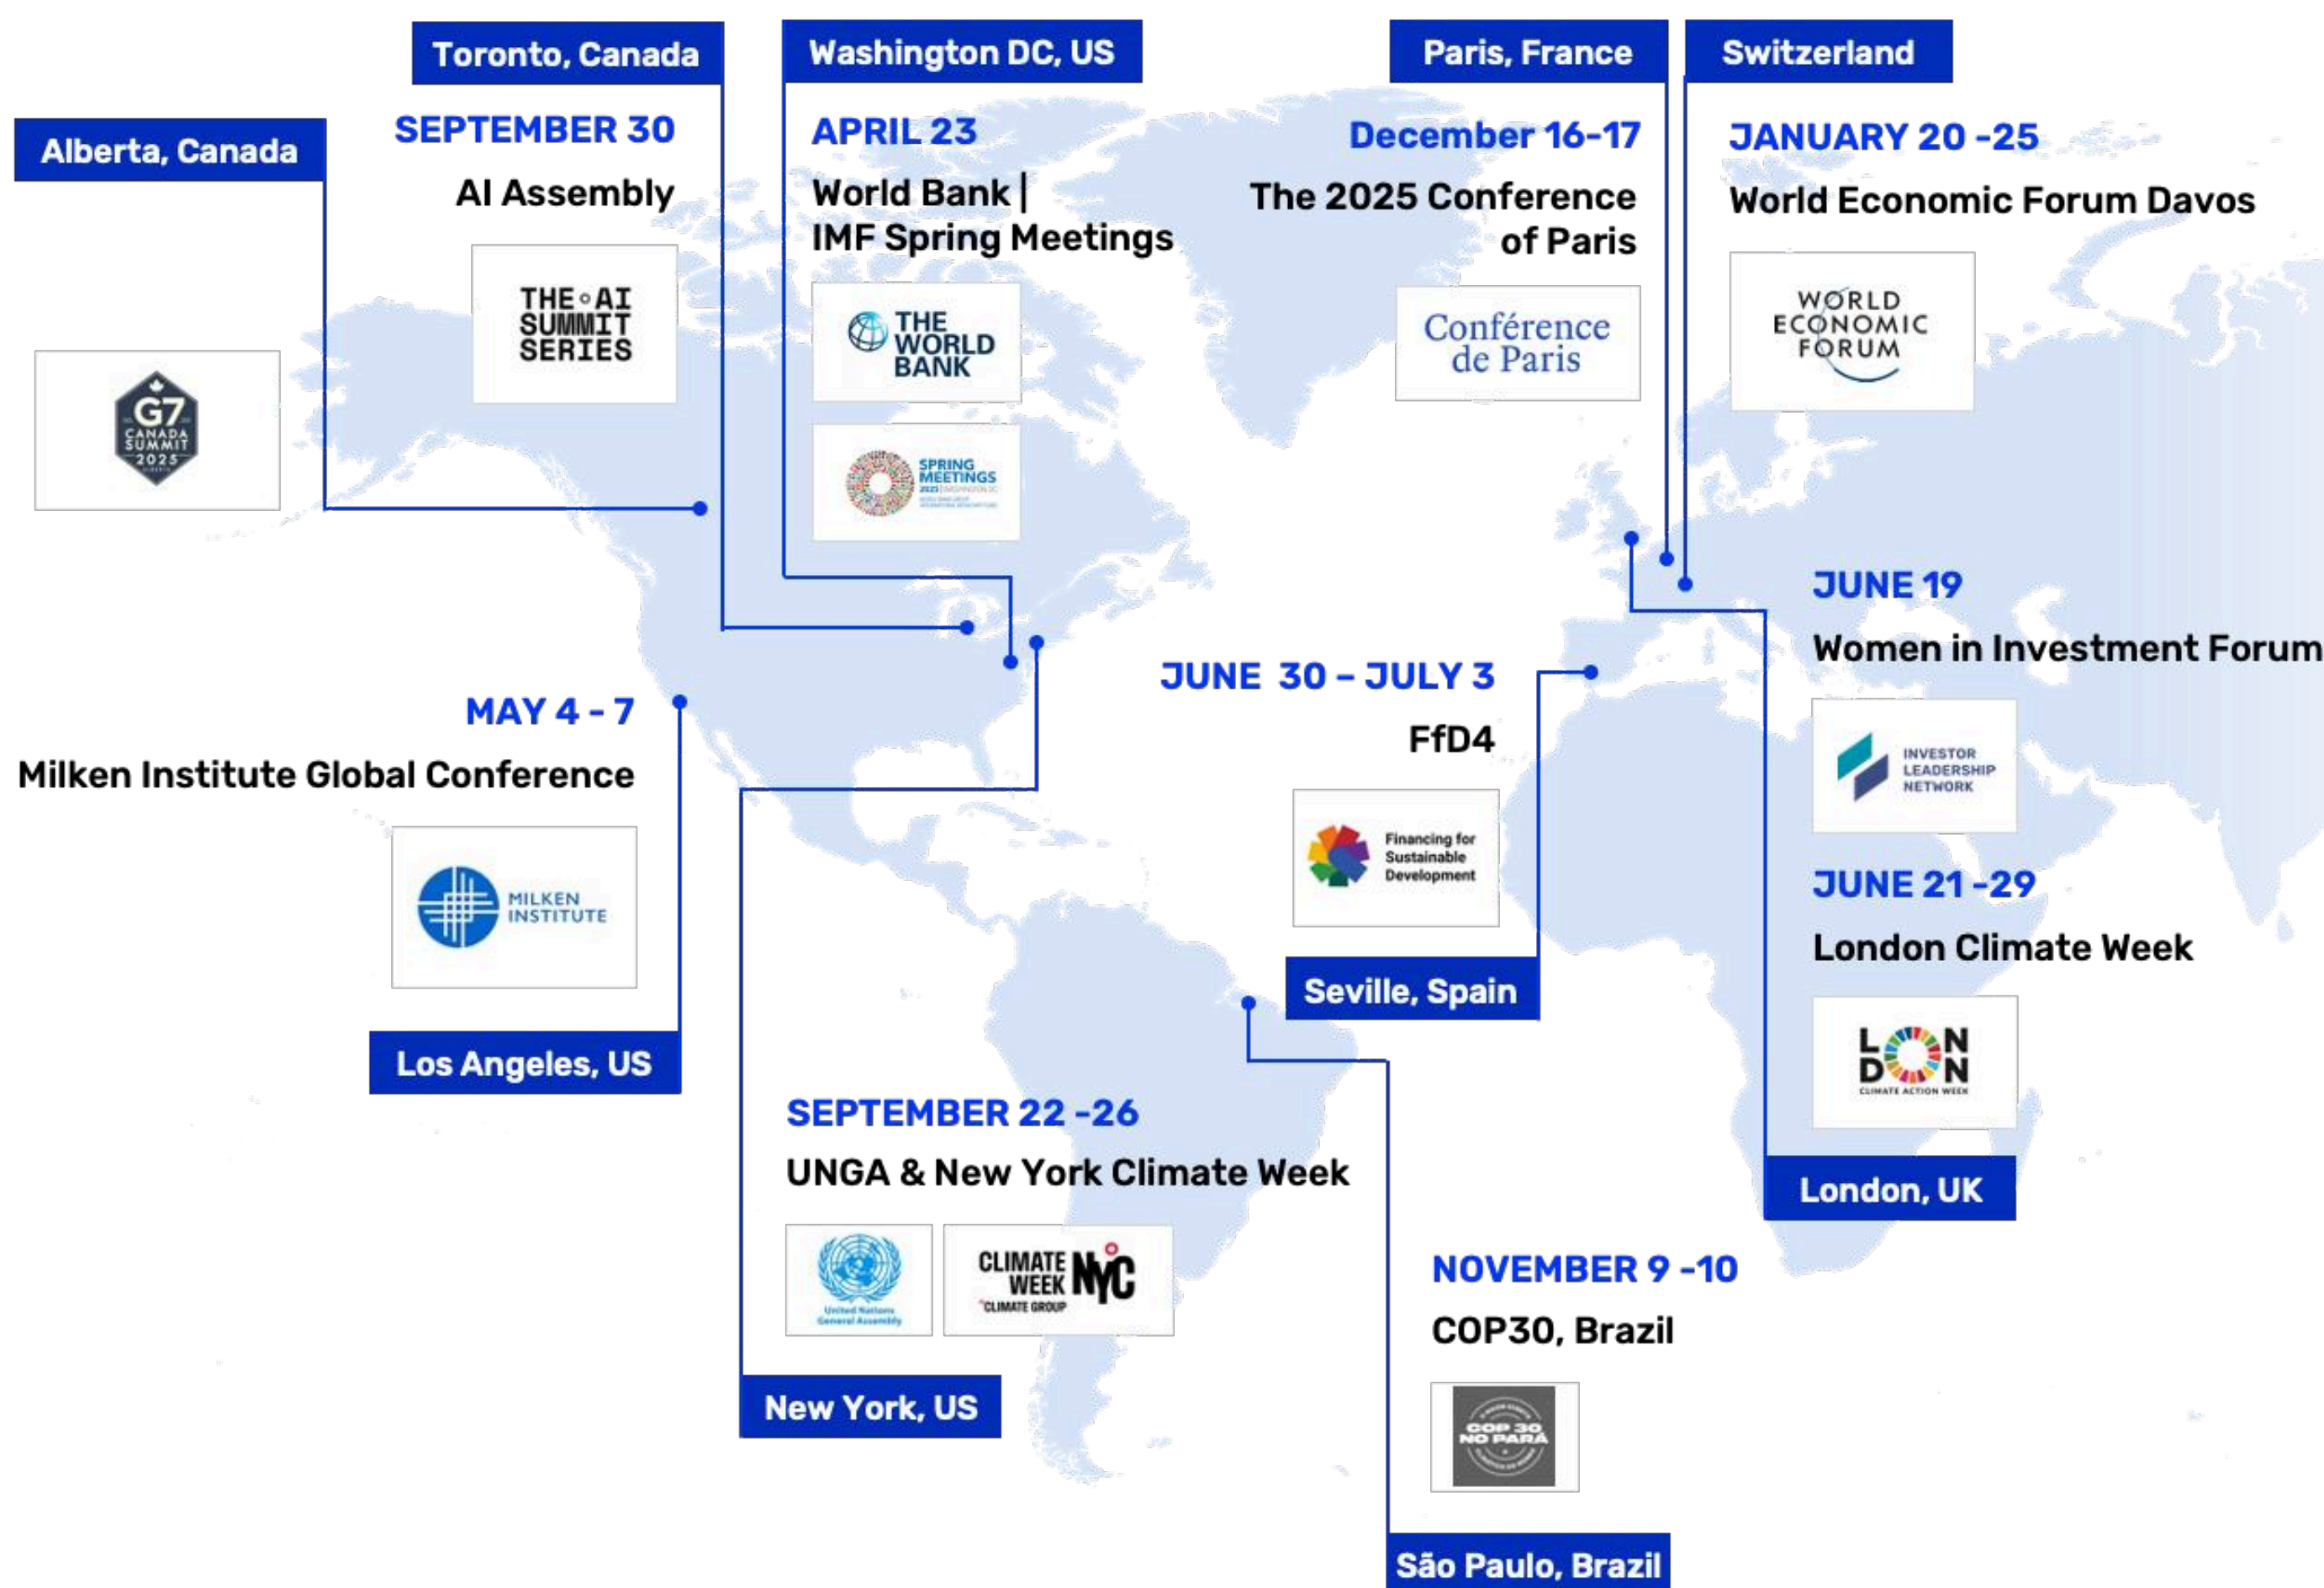 Alberta, Canada
G7
CANADA
SUMMIT
2025
Toronto, Canada
SEPTEMBER 30
AI Assembly
THE AI
SUMMIT
SERIES
Washington DC, US
APRIL 23
World Bank |
IMF Spring Meetings
THE
WORLD
BANK
SPRING
MEETINGS
Paris, France
December 16-17
The 2025 Conference
of Paris
Conférence
de Paris
Switzerland
JANUARY 20 -25
World Economic Forum Davos
WORLD
ECONOMIC
FORUM
MAY 4 - 7
Milken Institute Global Conference
MILKEN
INSTITUTE
Los Angeles, US
JUNE 30 – JULY 3
FfD4
Financing for
Sustainable
Development
Seville, Spain
JUNE 19
Women in Investment Forum
INVESTOR
LEADERSHIP
NETWORK
JUNE 21 -29
London Climate Week
LON
DON
CLIMATE ACTION WEEK
London, UK
SEPTEMBER 22 -26
UNGA & New York Climate Week
United Nations
General Assembly
CLIMATE
WEEK
NYC
°CLIMATE GROUP
New York, US
NOVEMBER 9 -10
COP30, Brazil
COP 30
NO PARÁ
São Paulo, Brazil